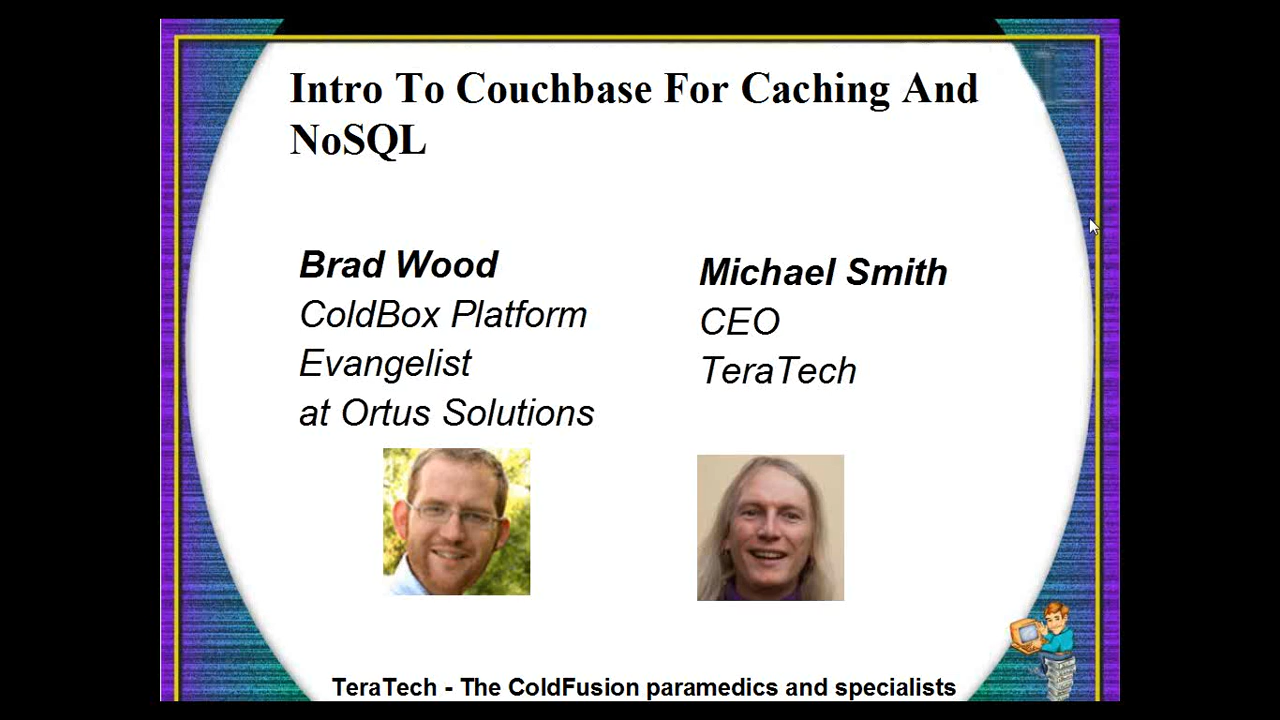 Intro To Couchbase For Caching And
NoSQL
Brad Wood
ColdBox Platform
Evangelist
at Ortus Solutions
Michael Smith
CEO
TeraTech
TeraTech - The ColdFusion paramedics and specialists